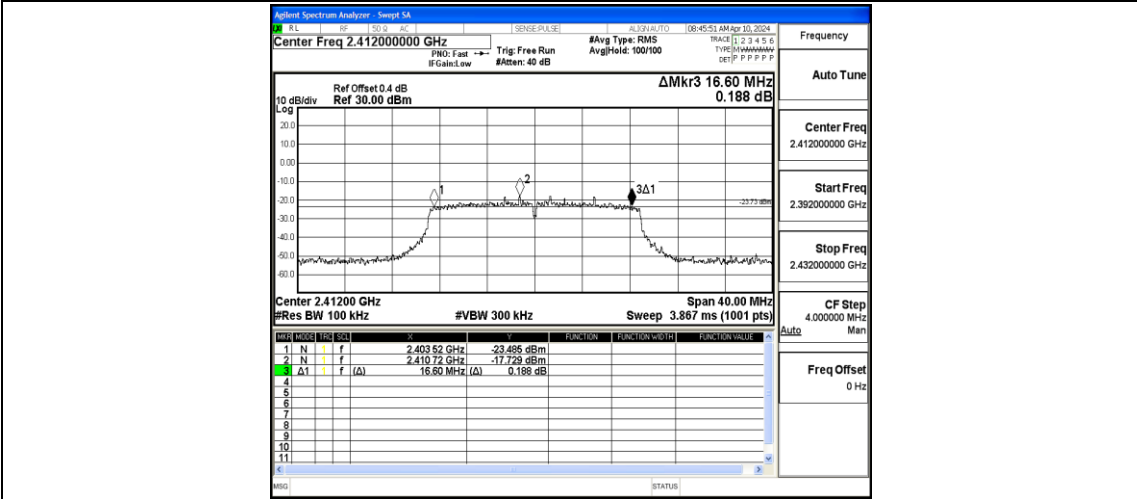 Agilent Spectrum Analyzer - Swept SA
RL RF 50 Ω AC SENSE:PULSE ALIGNAUTO 08:45:51 AM Apr 10, 2024
Center Freq 2.412000000 GHz
PNO: Fast
IFGain:Low
Trig: Free Run
#Atten: 40 dB
#Avg Type: RMS
Avg|Hold: 100/100
TRACE 1 2 3 4 5 6
TYPE
DET P P P P P P
ΔMkr3 16.60 MHz
0.188 dB
Ref Offset 0.4 dB
10 dB/div Ref 30.00 dBm
Log
20.0
10.0
0.00
-10.0
-20.0
-30.0
-40.0
-50.0
-60.0
1
2
3Δ1
-23.73 dBm
Center 2.41200 GHz Span 40.00 MHz
#Res BW 100 kHz #VBW 300 kHz Sweep 3.867 ms (1001 pts)
MKR MODE TRC SCL X Y FUNCTION FUNCTION WIDTH FUNCTION VALUE
1 N 1 f 2.403 52 GHz -23.485 dBm
2 N 1 f 2.410 72 GHz -17.729 dBm
3 Δ1 1 f (Δ) 16.60 MHz (Δ) 0.188 dB
4
5
6
7
8
9
10
11
MSG STATUS
Frequency
Auto Tune
Center Freq
2.412000000 GHz
Start Freq
2.392000000 GHz
Stop Freq
2.432000000 GHz
CF Step
4.000000 MHz
Auto Man
Freq Offset
0 Hz